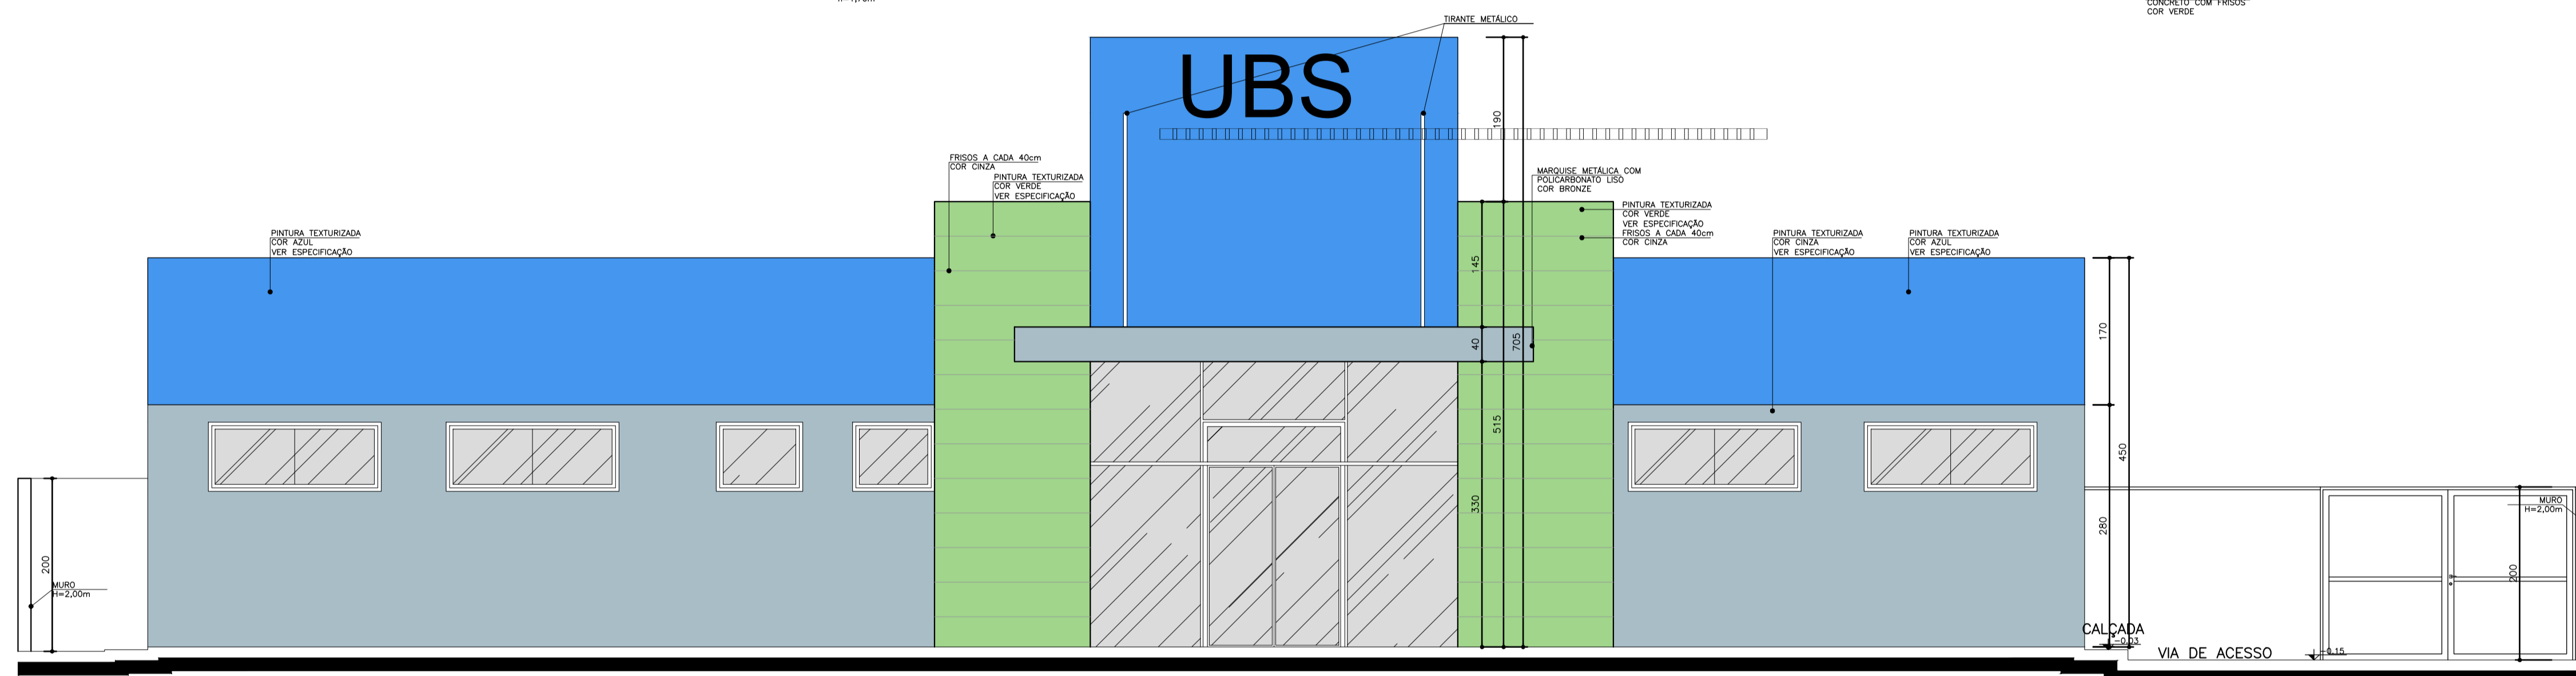 CONCRETO COM FRISOS
COR VERDE
TIRANTE METÁLICO
UBS
190
FRISOS A CADA 40cm
COR CINZA
PINTURA TEXTURIZADA
COR VERDE
VER ESPECIFICAÇÃO
MARQUISE METÁLICA COM
POLICARBONATO LISO
COR BRONZE
PINTURA TEXTURIZADA
COR VERDE
VER ESPECIFICAÇÃO
FRISOS A CADA 40cm
COR CINZA
PINTURA TEXTURIZADA
COR AZUL
VER ESPECIFICAÇÃO
PINTURA TEXTURIZADA
COR CINZA
VER ESPECIFICAÇÃO
PINTURA TEXTURIZADA
COR AZUL
VER ESPECIFICAÇÃO
145
40
705
170
515
450
330
280
200
MURO
H=2,00m
MURO
H=2,00m
200
CALÇADA
-0.03
VIA DE ACESSO
-0.15